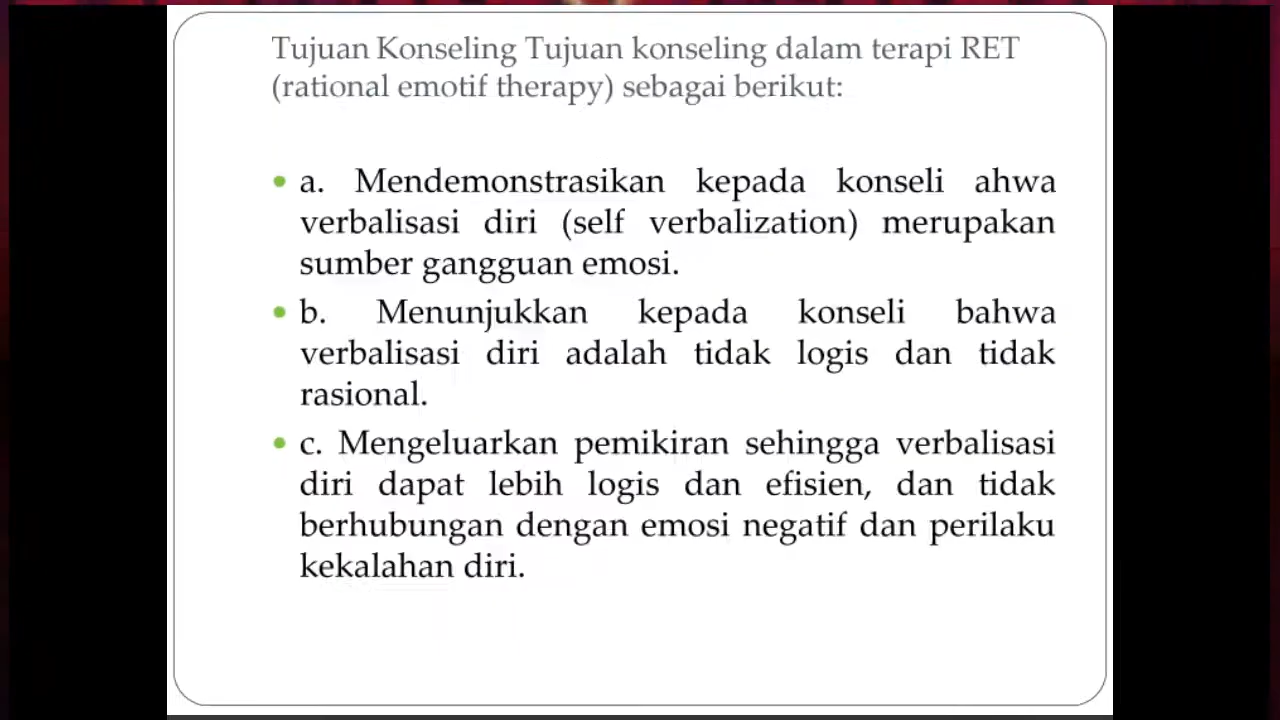 Tujuan Konseling Tujuan konseling dalam terapi RET
(rational emotif therapy) sebagai berikut:
• a. Mendemonstrasikan kepada konseli ahwa
verbalisasi diri (self verbalization) merupakan
sumber gangguan emosi.
• b. Menunjukkan kepada konseli bahwa
verbalisasi diri adalah tidak logis dan tidak
rasional.
• c. Mengeluarkan pemikiran sehingga verbalisasi
diri dapat lebih logis dan efisien, dan tidak
berhubungan dengan emosi negatif dan perilaku
kekalahan diri.